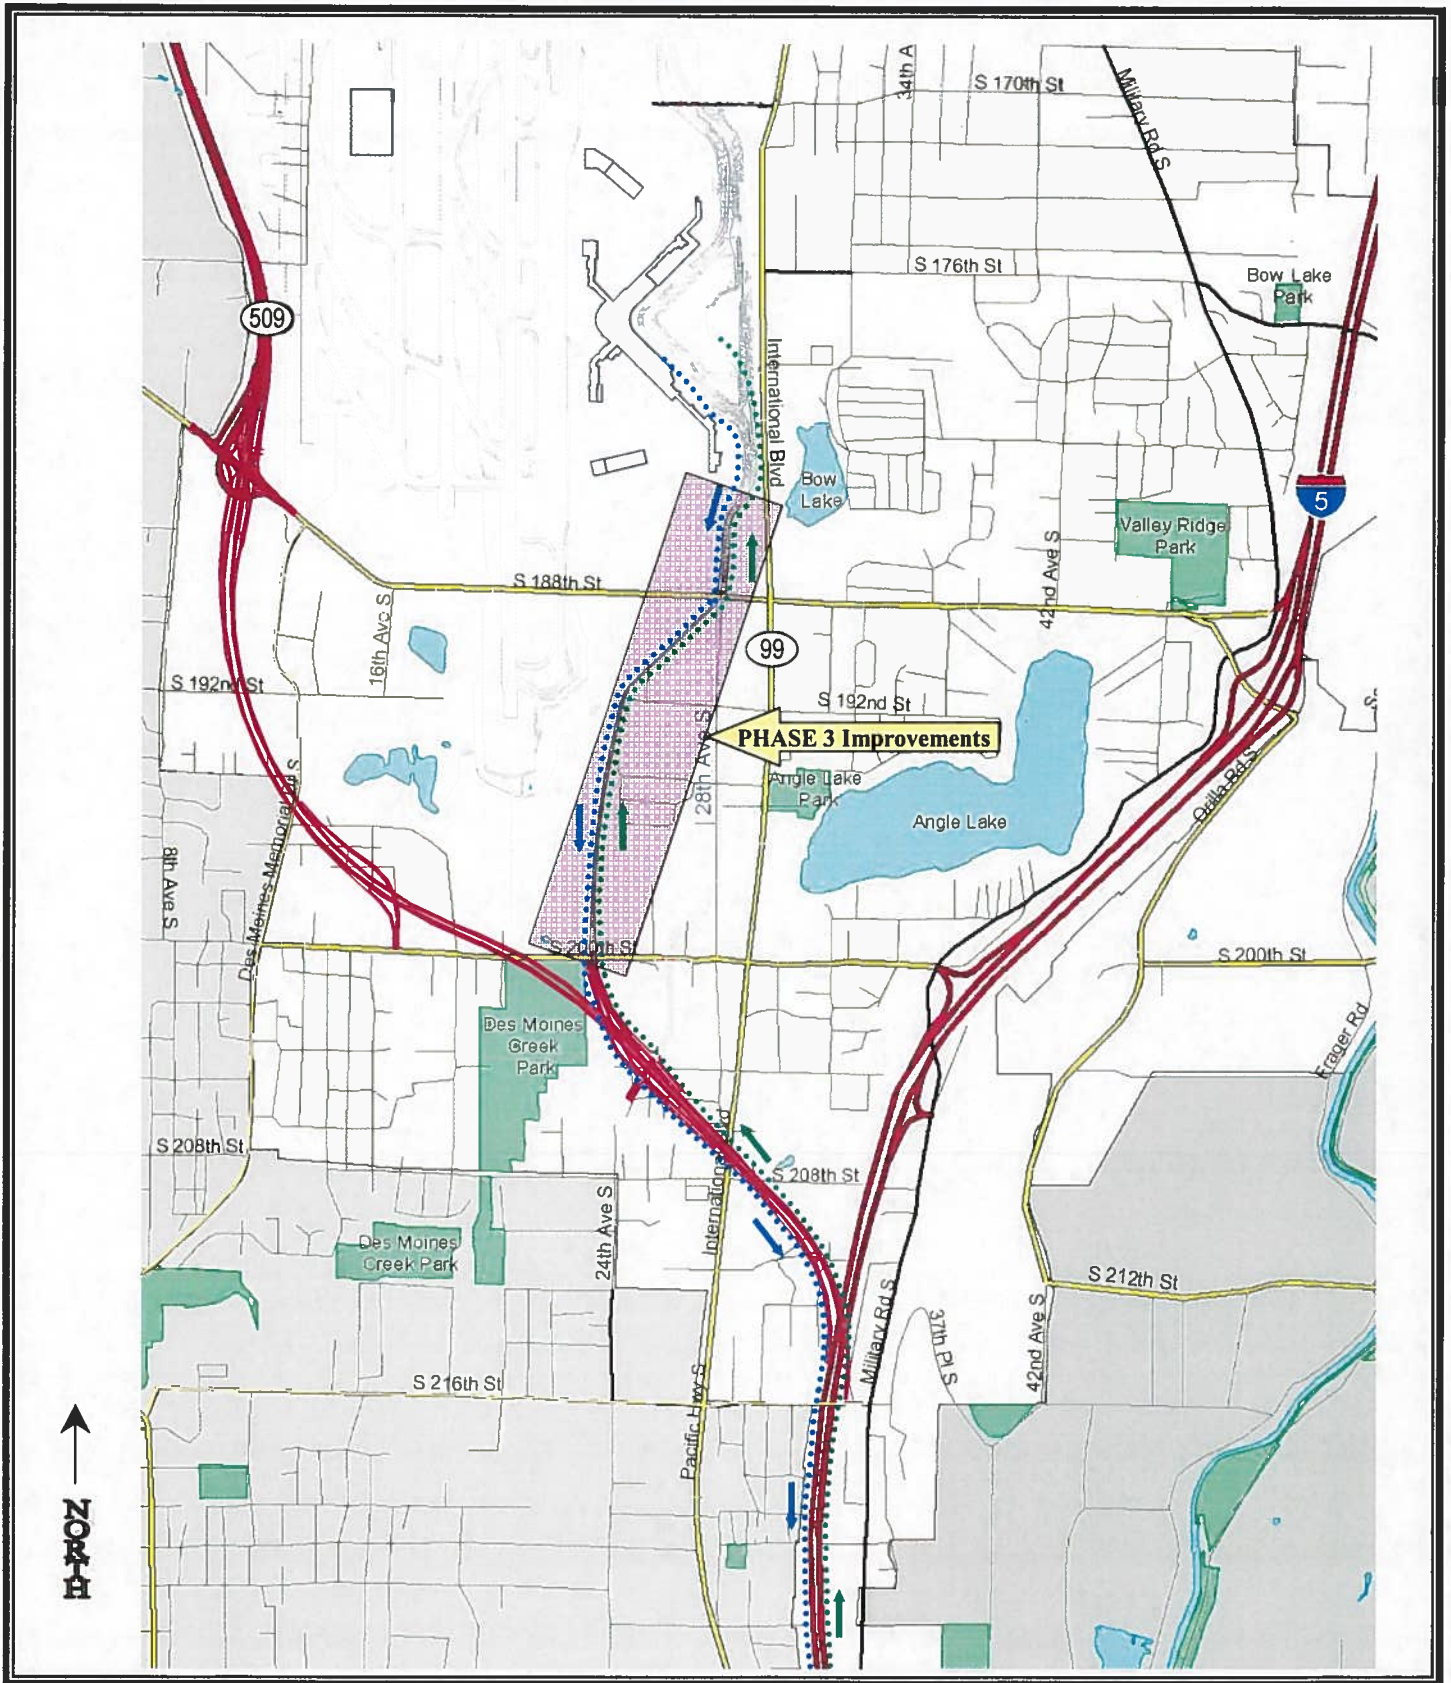 34th A
S 170th St
Military Rd S
S 176th St
Bow Lake
Park
509
International Blvd
Bow
Lake
5
Valley Ridge
Park
42nd Ave S
S 188th St
16th Ave S
99
S 192nd St
S 192nd St
28th Ave S
PHASE 3 Improvements
Angle Lake
Park
Angle Lake
Orilla Rd S
8th Ave S
Des Moines Memorial
S 200th St
S 200th St
Des Moines
Creek
Park
Frager Rd
S 208th St
S 208th St
International
24th Ave S
Des Moines
Creek Park
S 212th St
Military Rd S
37th Pl S
42nd Ave S
S 216th St
Pacific Hwy S
NORTH